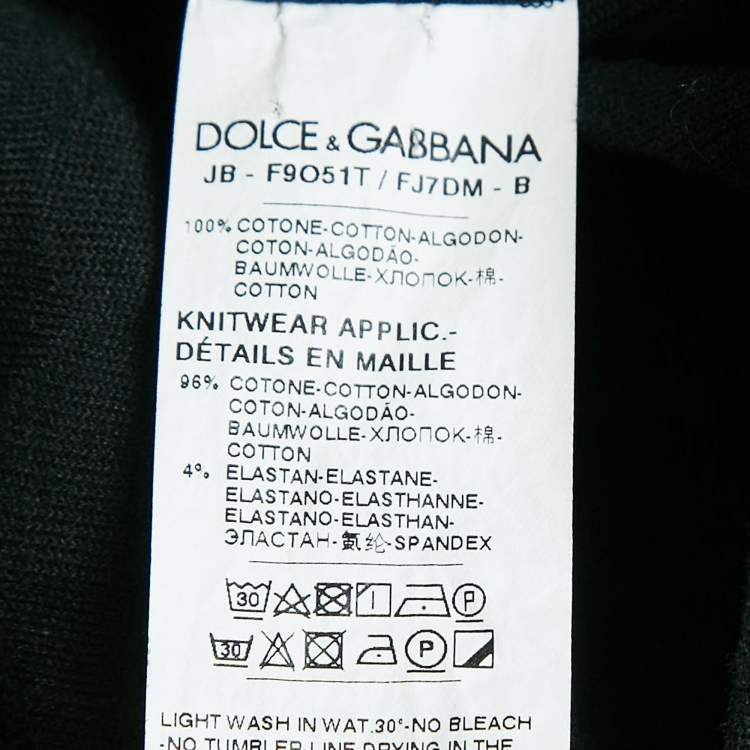 DOLCE & GABBANA
JB - F9O51T / FJ7DM - B
100% COTONE-COTTON-ALGODON-
COTON-ALGODÃO-
BAUMWOLLE-ХЛОПОК-棉-
COTTON
KNITWEAR APPLIC.-
DÉTAILS EN MAILLE
96% COTONE-COTTON-ALGODON-
COTON-ALGODÃO-
BAUMWOLLE-ХЛОПОК-棉-
COTTON
4% ELASTAN-ELASTANE-
ELASTANO-ELASTHANNE-
ELASTANO-ELASTHAN-
ЭЛАСТАН-氨纶-SPANDEX
30 P
30 P
LIGHT WASH IN WAT.30°-NO BLEACH
-NO TUMBLER-LINE DRYING IN THE